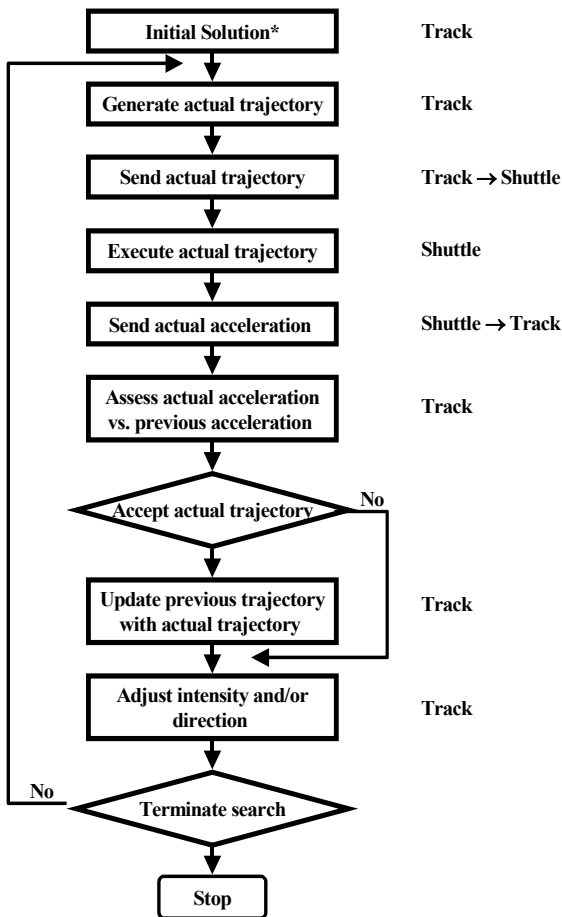 Initial Solution* Track
Generate actual trajectory Track
Send actual trajectory Track → Shuttle
Execute actual trajectory Shuttle
Send actual acceleration Shuttle → Track
Assess actual acceleration
vs. previous acceleration
Track
Accept actual trajectory
No
Update previous trajectory
with actual trajectory
Track
Adjust intensity and/or
direction
Track
No
Terminate search
Stop